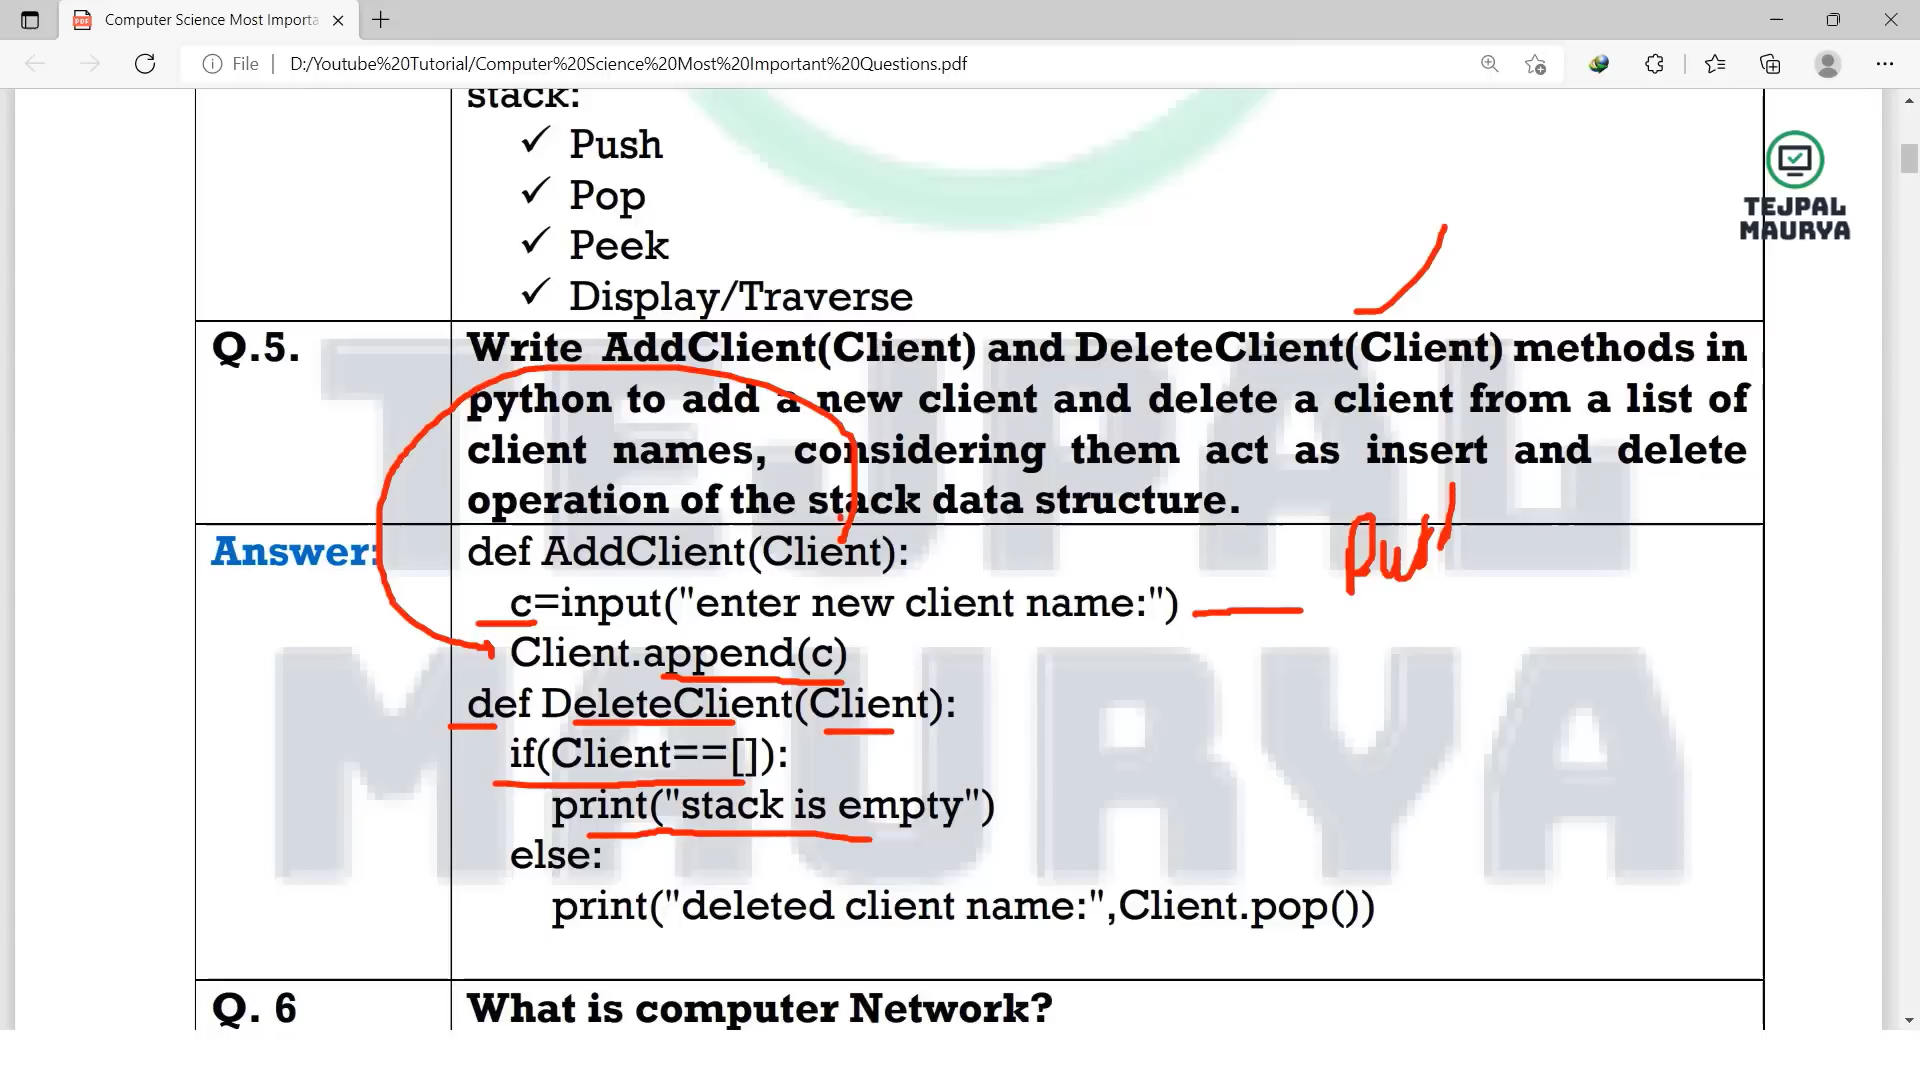 Computer Science Most Importa
File
D:/Youtube%20Tutorial/Computer%20Science%20Most%20Important%20Questions.pdf
stack:
✓ Push
✓ Pop
✓ Peek
✓ Display/Traverse
TEJPAL
MAURYA
Q.5.
Write AddClient(Client) and DeleteClient(Client) methods in
python to add a new client and delete a client from a list of
client names, considering them act as insert and delete
operation of the stack data structure.
Answer:
def AddClient(Client):
c=input("enter new client name:")
Client.append(c)
def DeleteClient(Client):
if(Client==[]):
print("stack is empty")
else:
print("deleted client name:",Client.pop())
TEJPAL
MAURYA
Q. 6
What is computer Network?